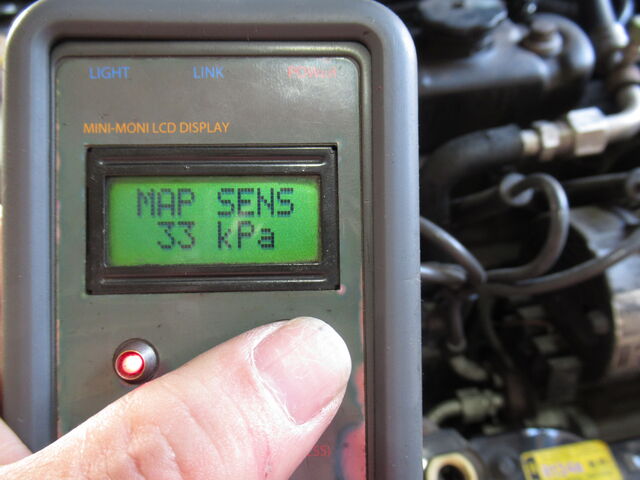 LIGHT LINK
MINI-MONI LCD DISPLAY
MAP SENS
33 kPa